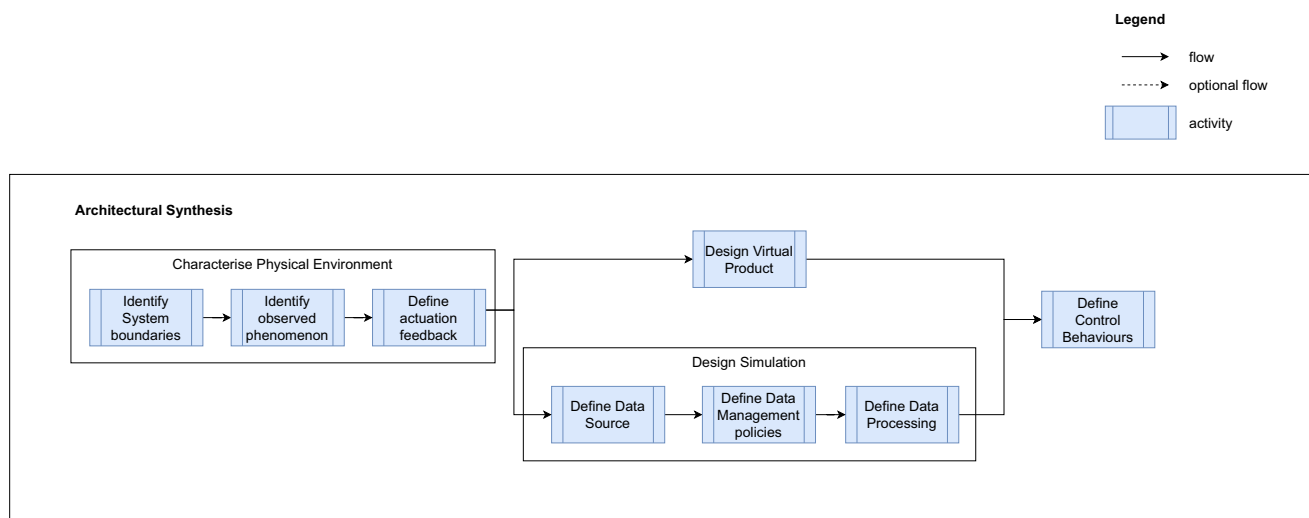 Legend
flow
optional flow
activity
Architectural Synthesis
Characterise Physical Environment
Identify
System
boundaries
Identify
observed
phenomenon
Define
actuation
feedback
Design Virtual
Product
Design Simulation
Define Data
Source
Define Data
Management
policies
Define Data
Processing
Define
Control
Behaviours